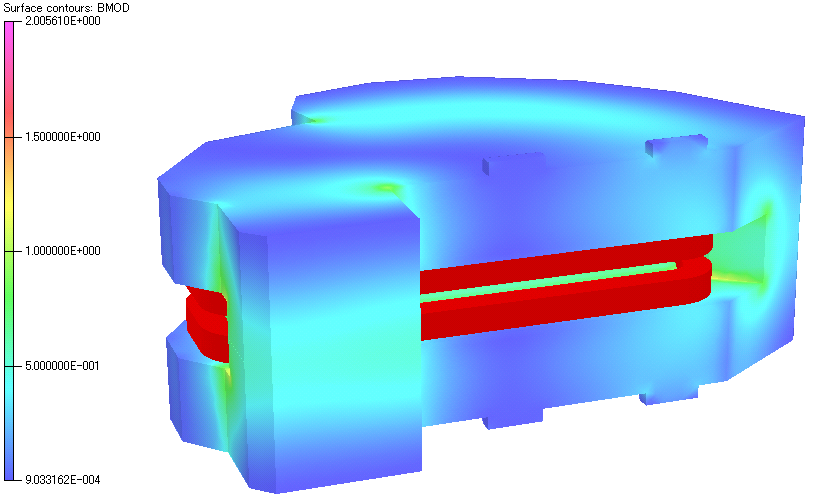 Surface contours: BMOD
2.005610E+000
1.500000E+000
1.000000E+000
5.000000E-001
9.033162E-004